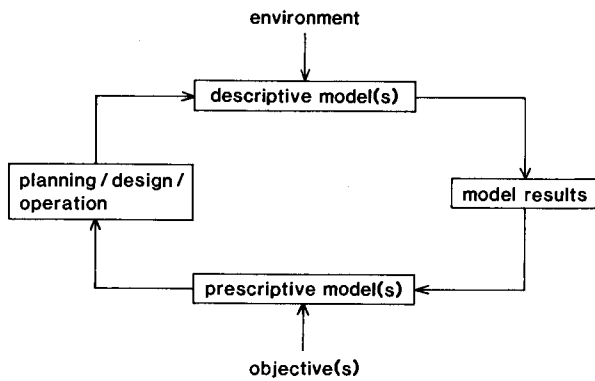 environment
descriptive model(s)
planning / design /
operation
model results
prescriptive model(s)
objective(s)